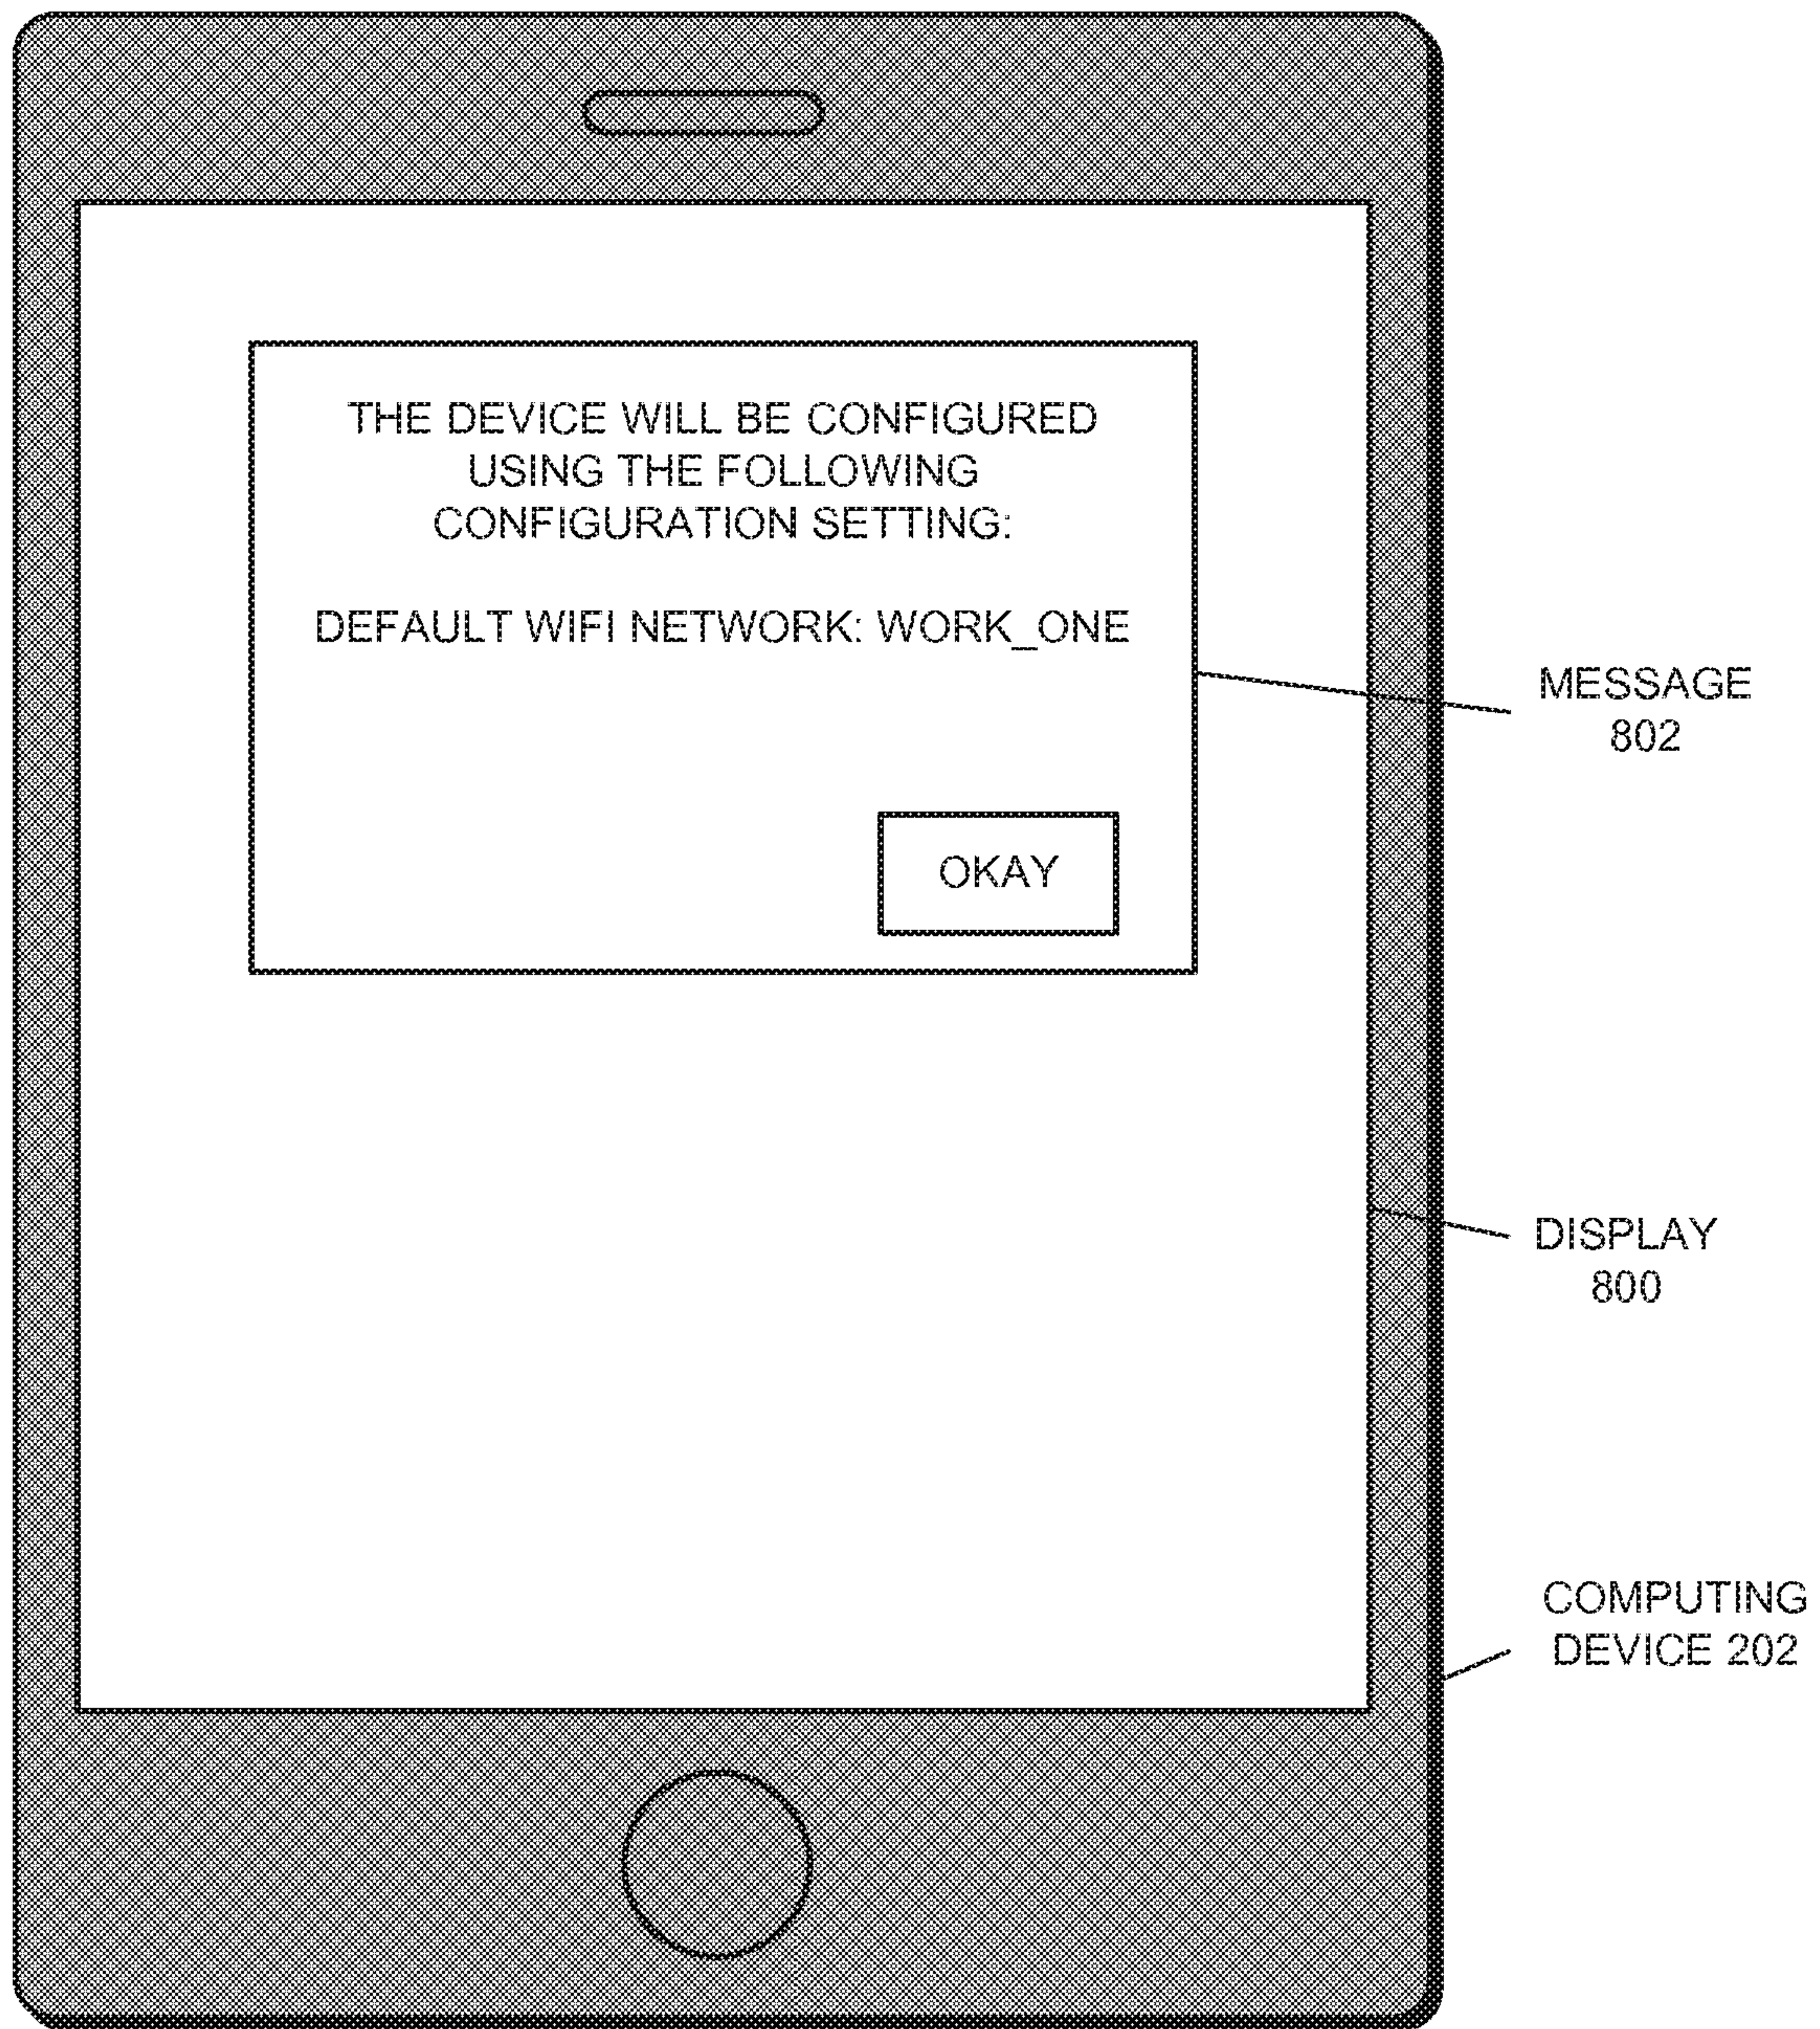 THE DEVICE WILL BE CONFIGURED
USING THE FOLLOWING
CONFIGURATION SETTING:
DEFAULT WIFI NETWORK: WORK_ONE
OKAY
MESSAGE
802
DISPLAY
800
COMPUTING
DEVICE 202